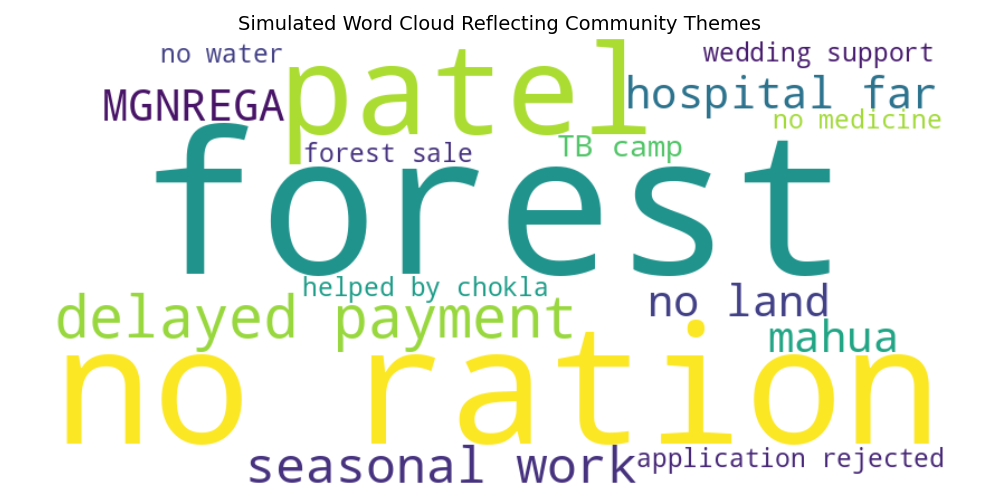 Simulated Word Cloud Reflecting Community Themes
no water
wedding support
patel
MGNREGA
hospital far
no medicine
forest sale
TB camp
forest
helped by chokla
delayed payment
no land
mahua
no ration
seasonal work
application rejected